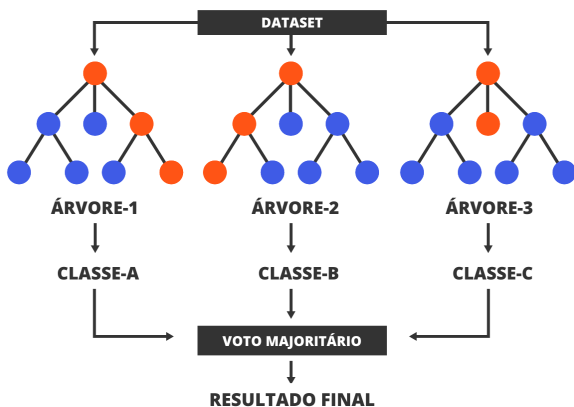 DATASET
ÁRVORE-1
ÁRVORE-2
ÁRVORE-3
CLASSE-A
CLASSE-B
CLASSE-C
VOTO MAJORITÁRIO
RESULTADO FINAL